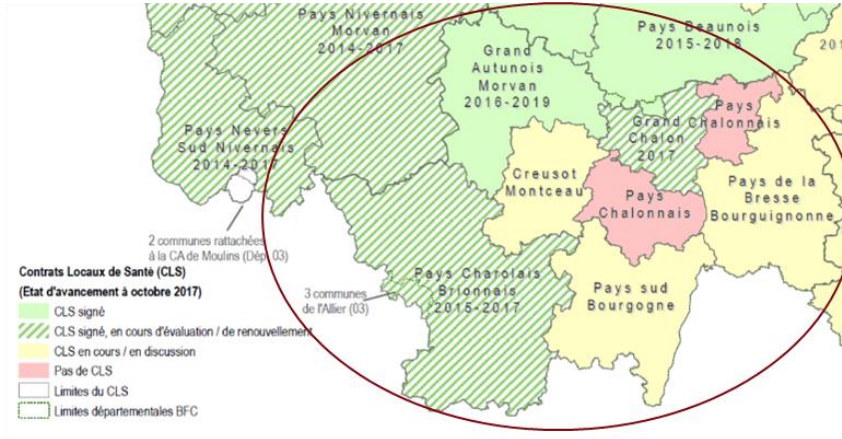 Pays Nivernais
Morvan
2014-2017
Pays Beaunois
2015-2018
Grand
Autunois
Morvan
2016-2019
Pays Nevers
Sud Nivernais
2014-2017
Grand
Chalon
2017
Pays
Chalonnais
Creusot
Montceau
Pays
Chalonnais
Pays de la
Bresse
Bourguignonne
2 communes rattachées
à la CA de Moulins (Dép. 03)
Pays Charolais
Brionnais
2015-2017
3 communes
de l'Allier (03)
Pays sud
Bourgogne
Contrats Locaux de Santé (CLS)
(Etat d'avancement à octobre 2017)
CLS signé
CLS signé, en cours d'évaluation / de renouvellement
CLS en cours / en discussion
Pas de CLS
Limites du CLS
Limites départementales BFC